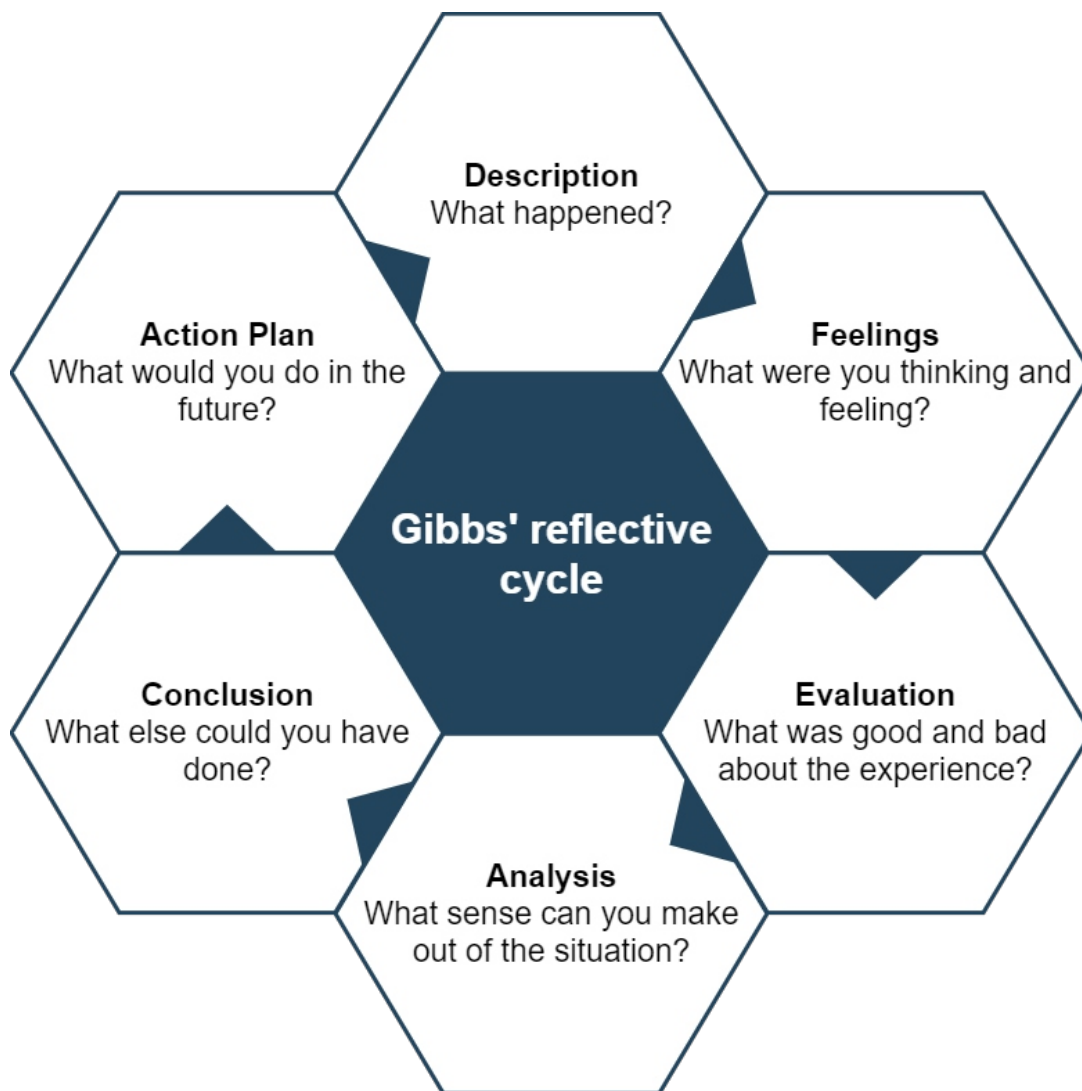 Description
What happened?
Feelings
What were you thinking and
feeling?
Evaluation
What was good and bad
about the experience?
Analysis
What sense can you make
out of the situation?
Conclusion
What else could you have
done?
Action Plan
What would you do in the
future?
Gibbs' reflective
cycle